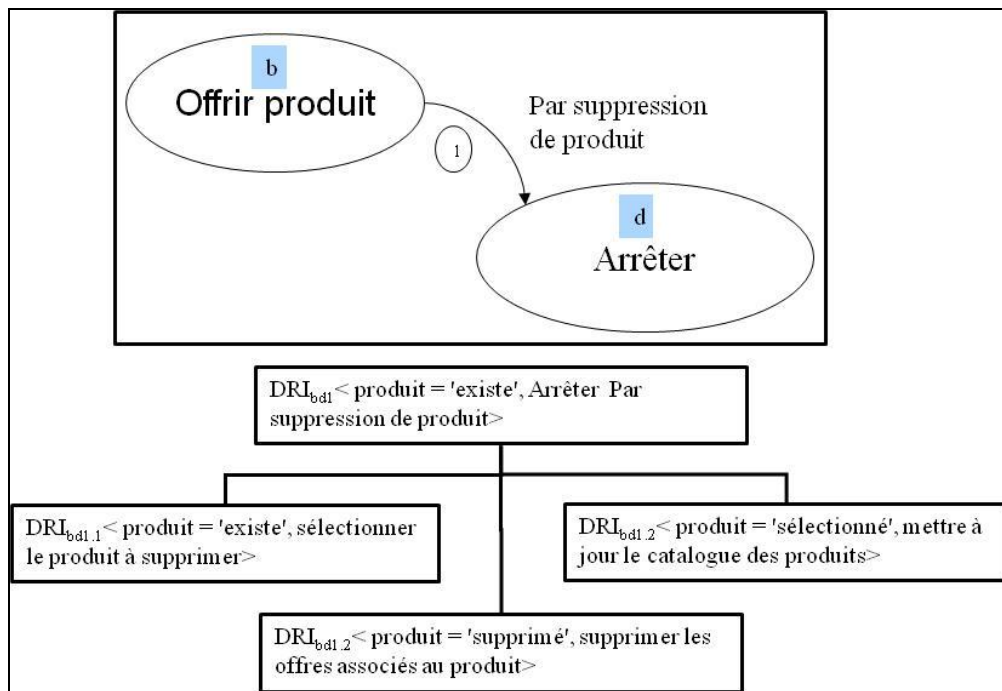 b
Offrir produit
Par suppression
de produit
1
d
Arrêter
DRIbd1< produit = 'existe', Arrêter Par
suppression de produit>
DRIbd1.1< produit = 'existe', sélectionner
le produit à supprimer>
DRIbd1.2< produit = 'sélectionné', mettre à
jour le catalogue des produits>
DRIbd1.2< produit = 'supprimé', supprimer les
offres associés au produit>